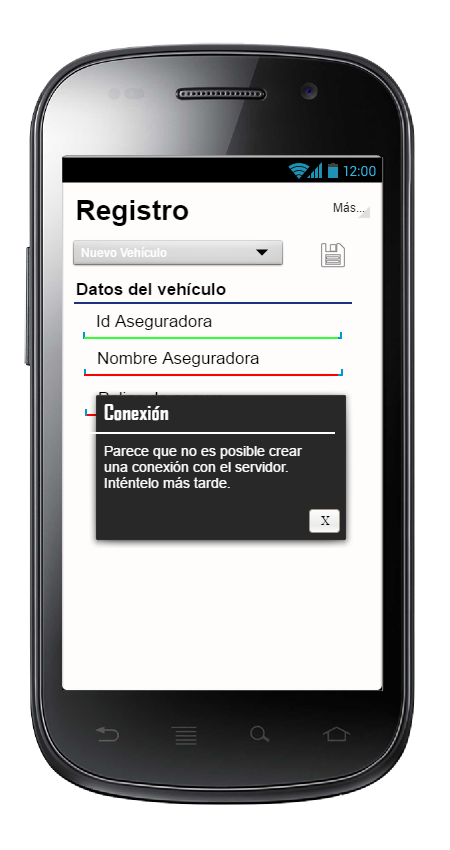 12:00
Registro
Más...
Nuevo Vehículo
Datos del vehículo
Id Aseguradora
Nombre Aseguradora
Conexión
Parece que no es posible crear
una conexión con el servidor.
Inténtelo más tarde.
X